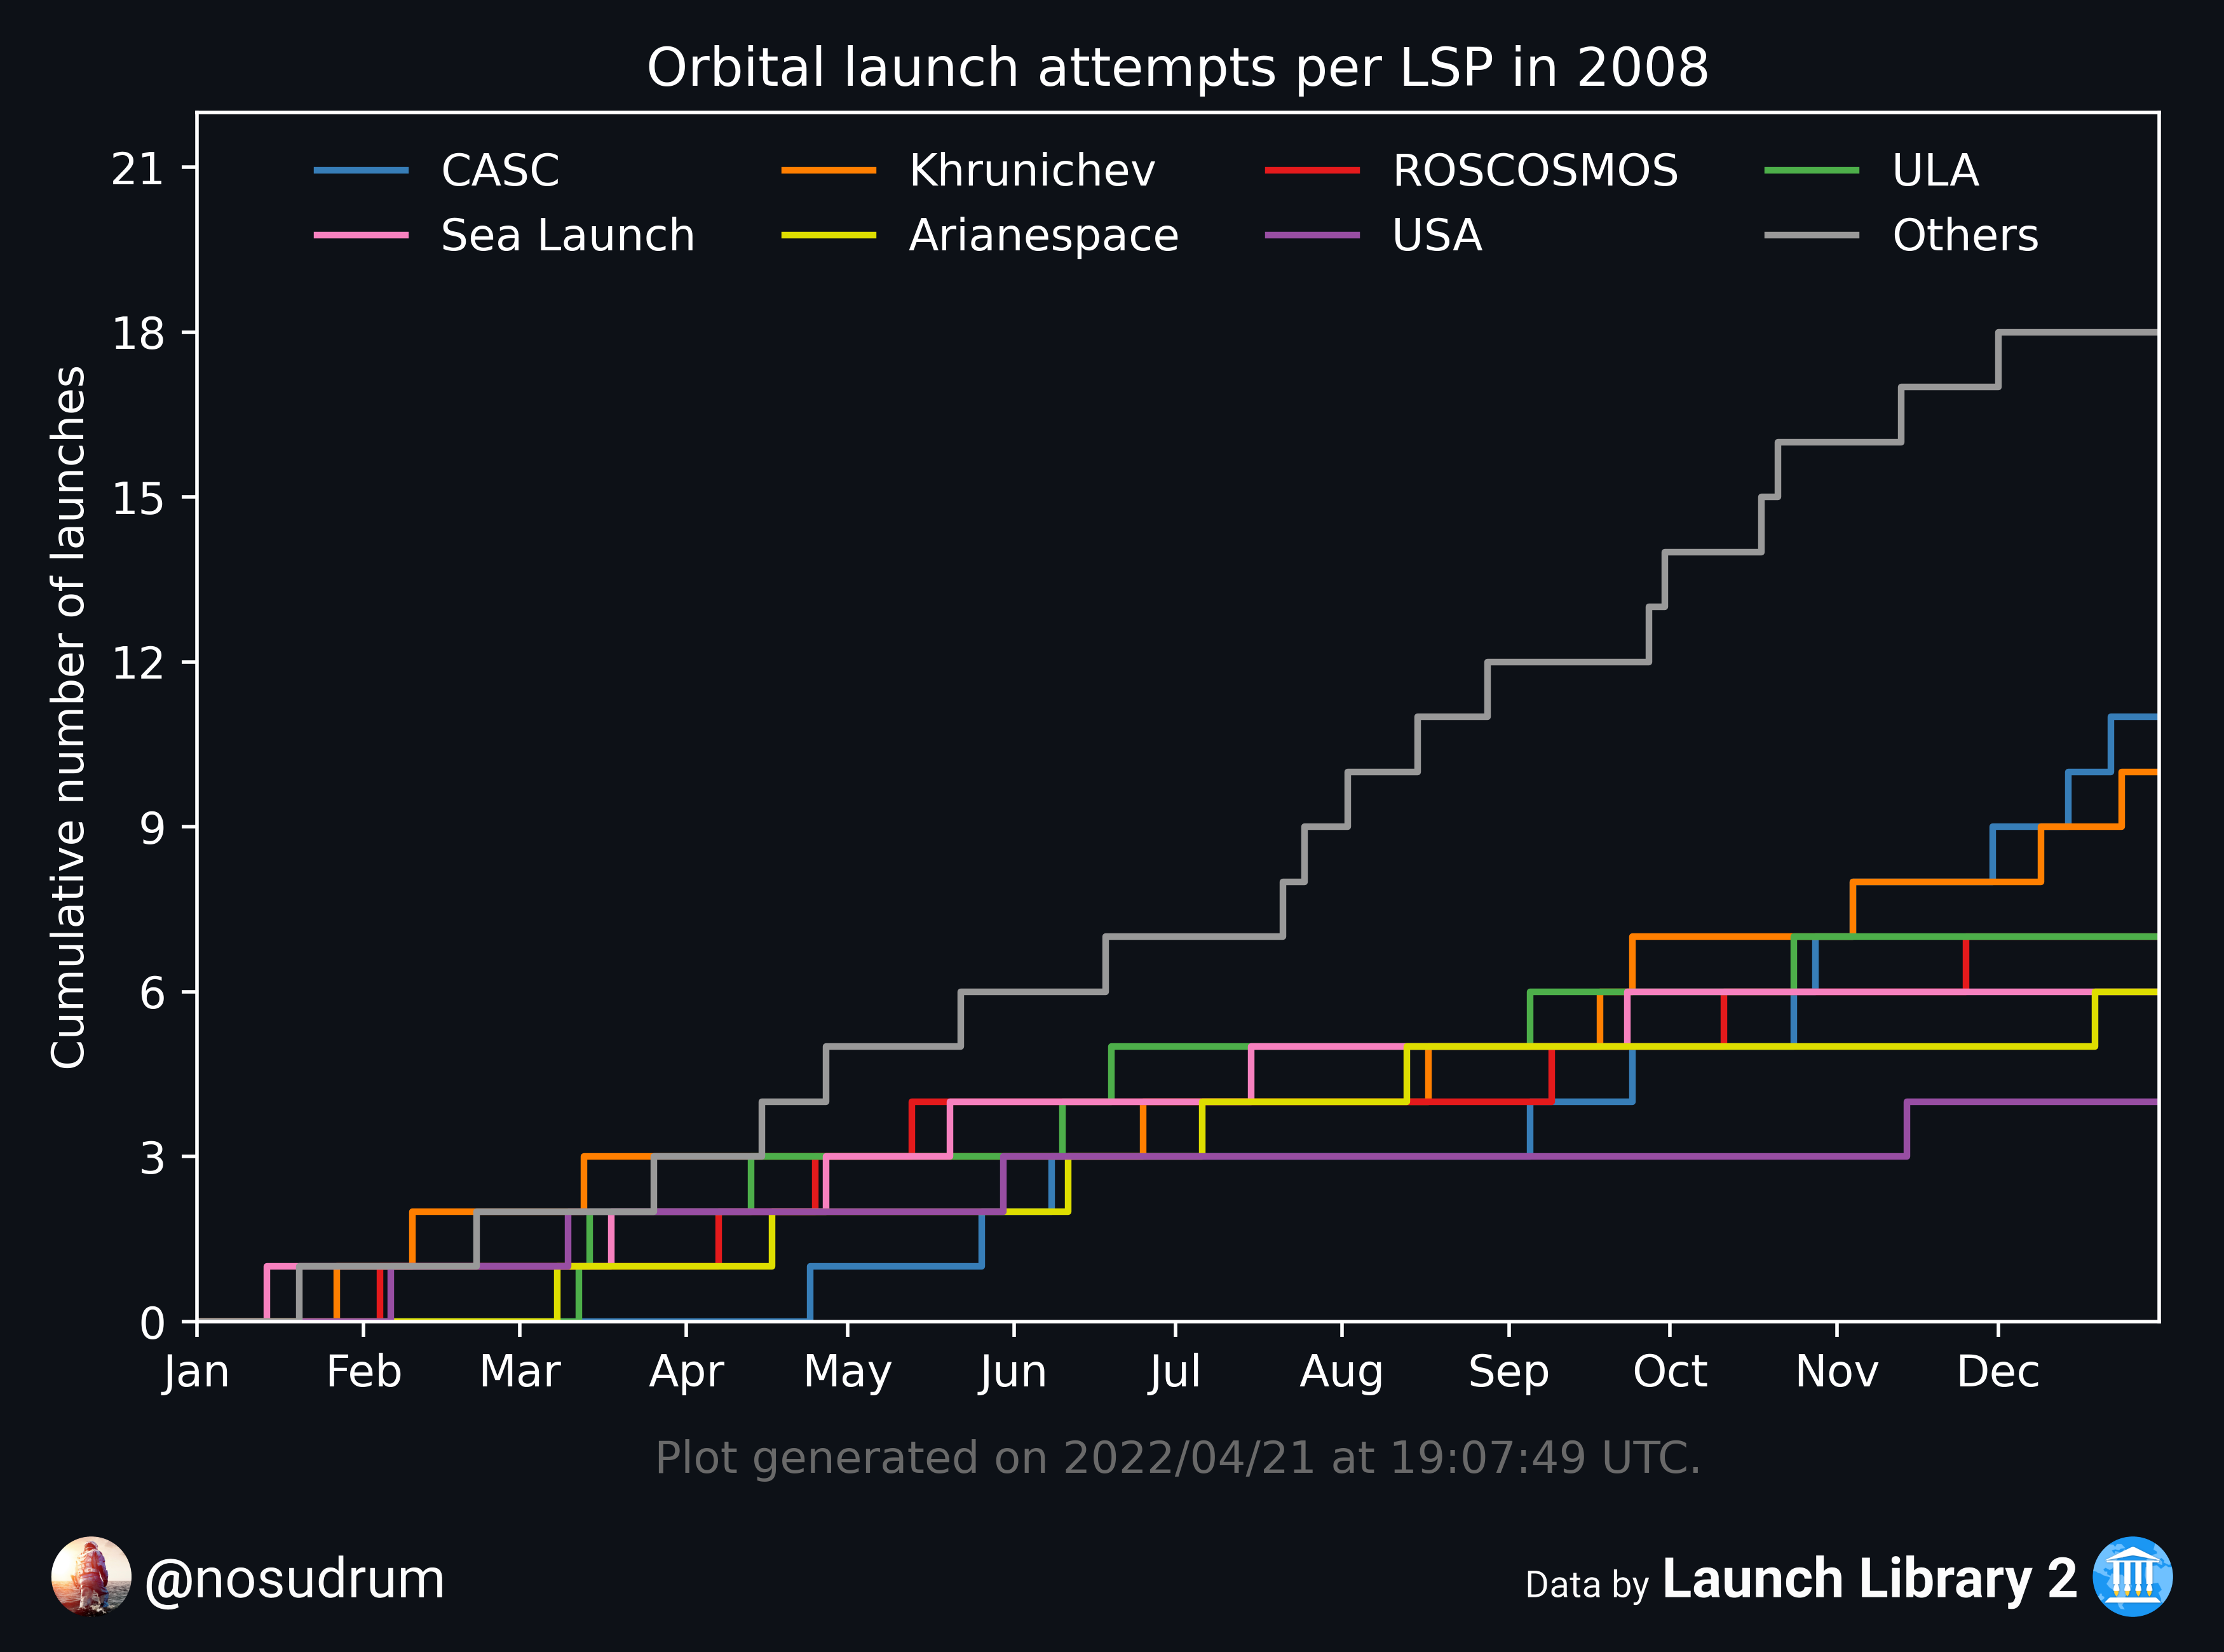 Orbital launch attempts per LSP in 2008
CASC Khrunichev ROSCOSMOS ULA
Sea Launch Arianespace USA Others
Cumulative number of launches
21
18
15
12
9
6
3
0
Jan Feb Mar Apr May Jun Jul Aug Sep Oct Nov Dec
Plot generated on 2022/04/21 at 19:07:49 UTC.
@nosudrum
Data by Launch Library 2